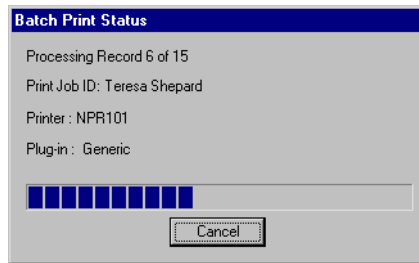 Batch Print Status
Processing Record 6 of 15
Print Job ID: Teresa Shepard
Printer : NPR101
Plug-in :  Generic
Cancel